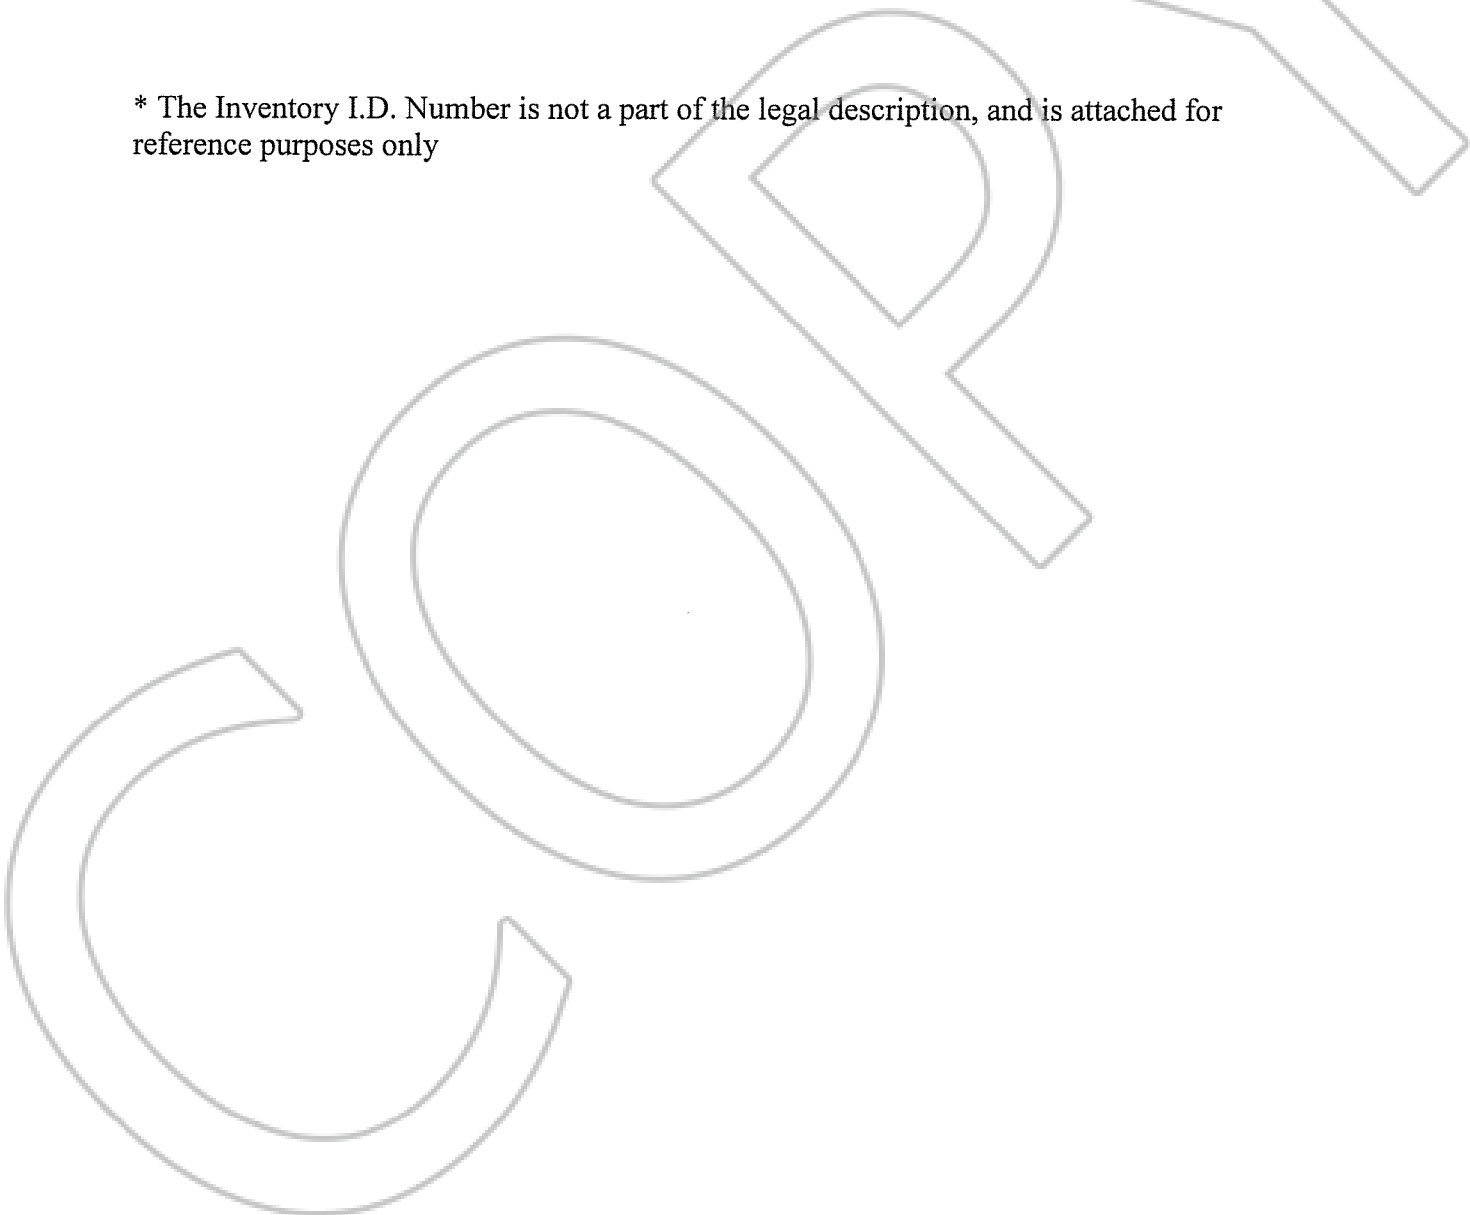 * The Inventory I.D. Number is not a part of the legal description, and is attached for
reference purposes only
COPY